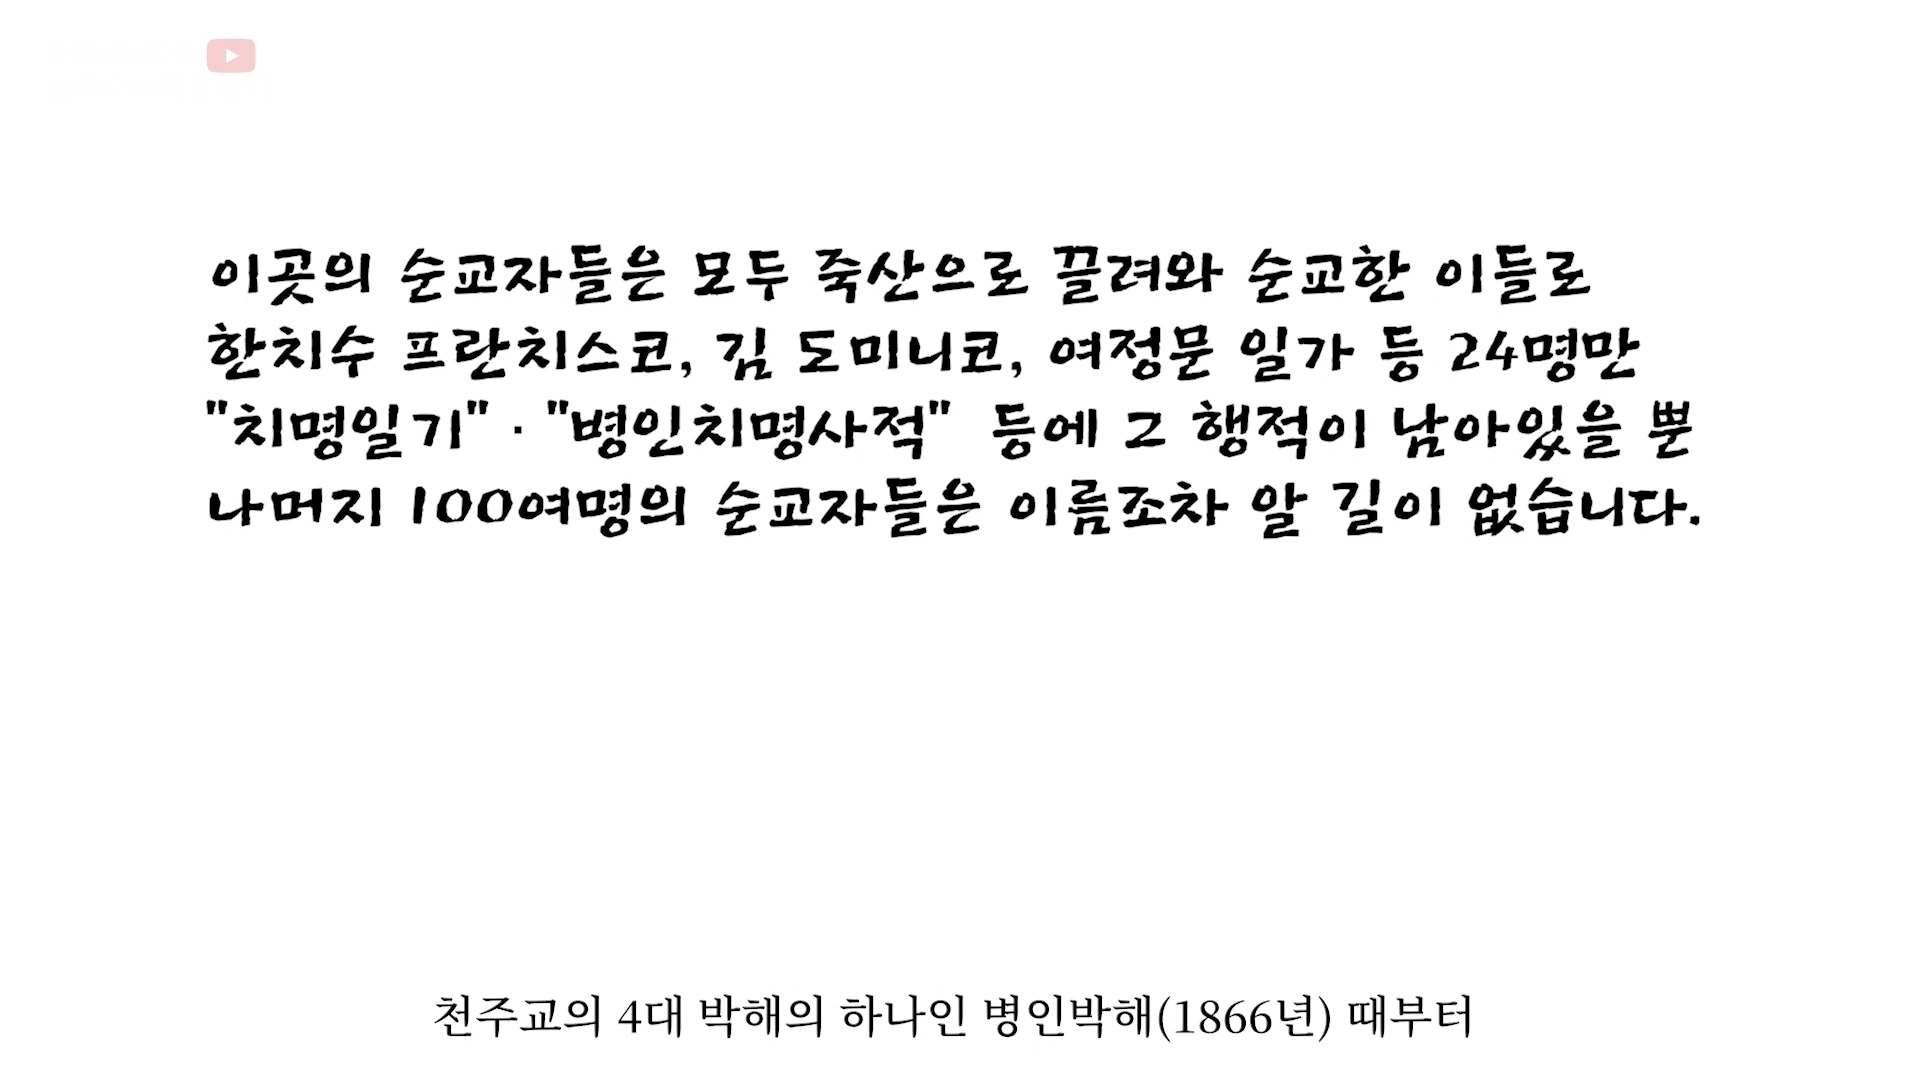 이곳의 순교자들은 모두 죽산으로 끌려와 순교한 이들로
한치수 프란치스코, 김 도미니코, 여정문 일가 등 24명만
"치명일기" · "병인치명사적" 등에 그 행적이 남아있을 뿐
나머지 100여명의 순교자들은 이름조차 알 길이 없습니다.
천주교의 4대 박해의 하나인 병인박해(1866년) 때부터